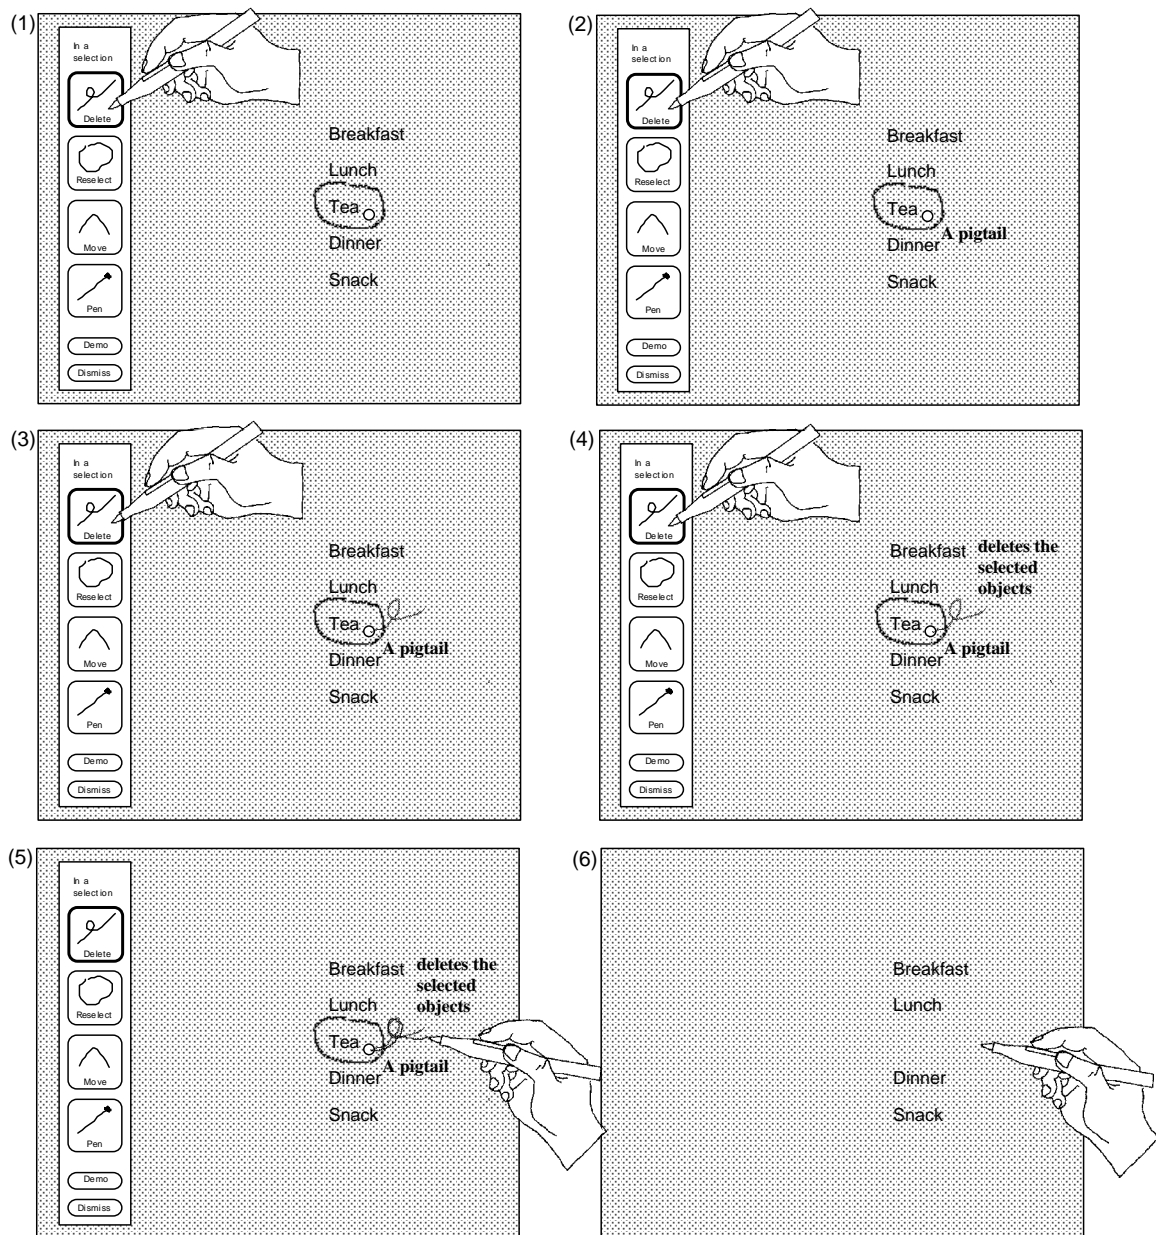 (1)
In a
selection
Delete
Reselect
Move
Pen
Demo
Dismiss
Breakfast
Lunch
Tea
Dinner
Snack
(2)
In a
selection
Delete
Reselect
Move
Pen
Demo
Dismiss
Breakfast
Lunch
Tea
A pigtail
Dinner
Snack
(3)
In a
selection
Delete
Reselect
Move
Pen
Demo
Dismiss
Breakfast
Lunch
Tea
A pigtail
Dinner
Snack
(4)
In a
selection
Delete
Reselect
Move
Pen
Demo
Dismiss
Breakfast
deletes the
selected
objects
Lunch
Tea
A pigtail
Dinner
Snack
(5)
In a
selection
Delete
Reselect
Move
Pen
Demo
Dismiss
Breakfast
deletes the
selected
objects
Lunch
Tea
A pigtail
Dinner
Snack
(6)
Breakfast
Lunch
Dinner
Snack